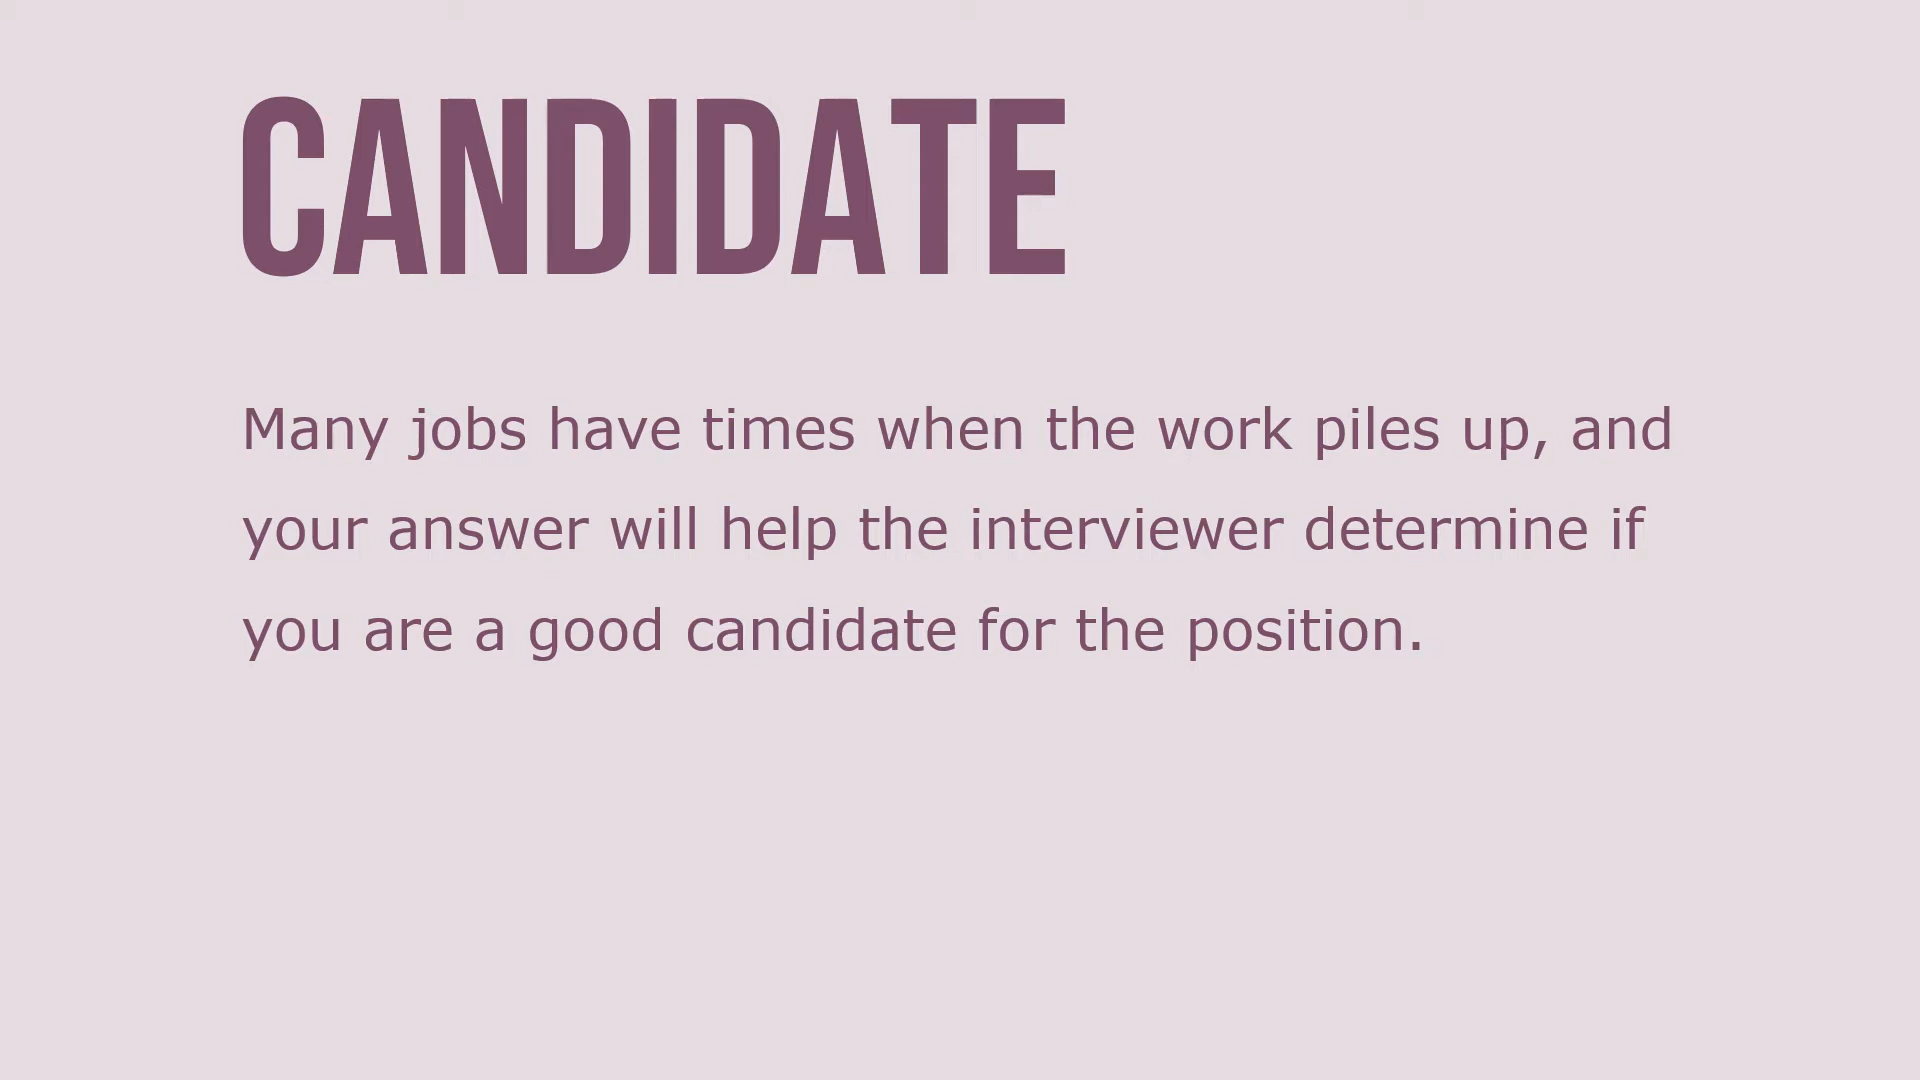 CANDIDATE
Many jobs have times when the work piles up, and
your answer will help the interviewer determine if
you are a good candidate for the position.